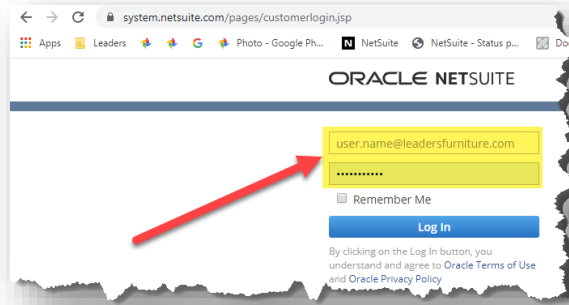 system.netsuite.com/pages/customerlogin.jsp
Apps Leaders G Photo - Google Ph... N NetSuite NetSuite - Status p... Do
ORACLE NETSUITE
user.name@leadersfurniture.com
•••••••••••
Remember Me
Log In
By clicking on the Log In button, you
understand and agree to Oracle Terms of Use
and Oracle Privacy Policy